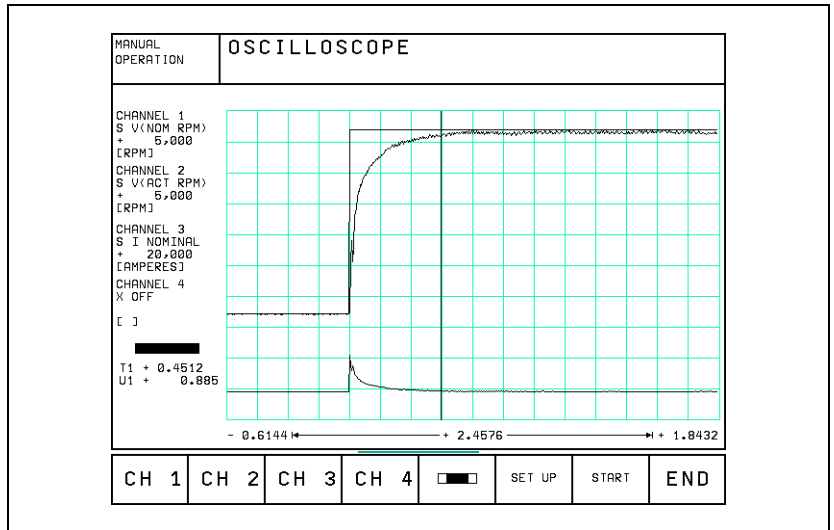 MANUAL
OPERATION
OSCILLOSCOPE
CHANNEL 1
S V(NOM RPM)
+ 5,000
[RPM]
CHANNEL 2
S V(ACT RPM)
+ 5,000
[RPM]
CHANNEL 3
S I NOMINAL
+ 20,000
[AMPERES]
CHANNEL 4
X OFF
[ ]
T1 + 0.4512
U1 + 0.885
- 0.6144 + 2.4576 + 1.8432
CH 1 CH 2 CH 3 CH 4 SET UP START END